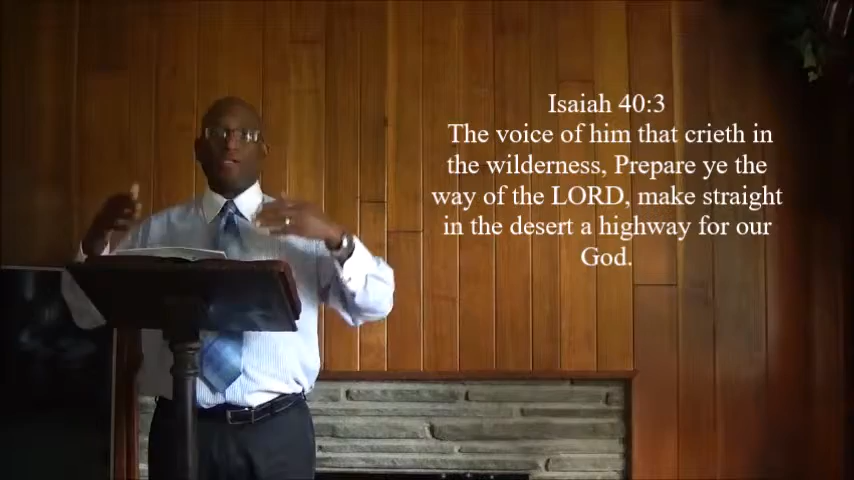 Isaiah 40:3
The voice of him that crieth in
the wilderness, Prepare ye the
way of the LORD, make straight
in the desert a highway for our
God.